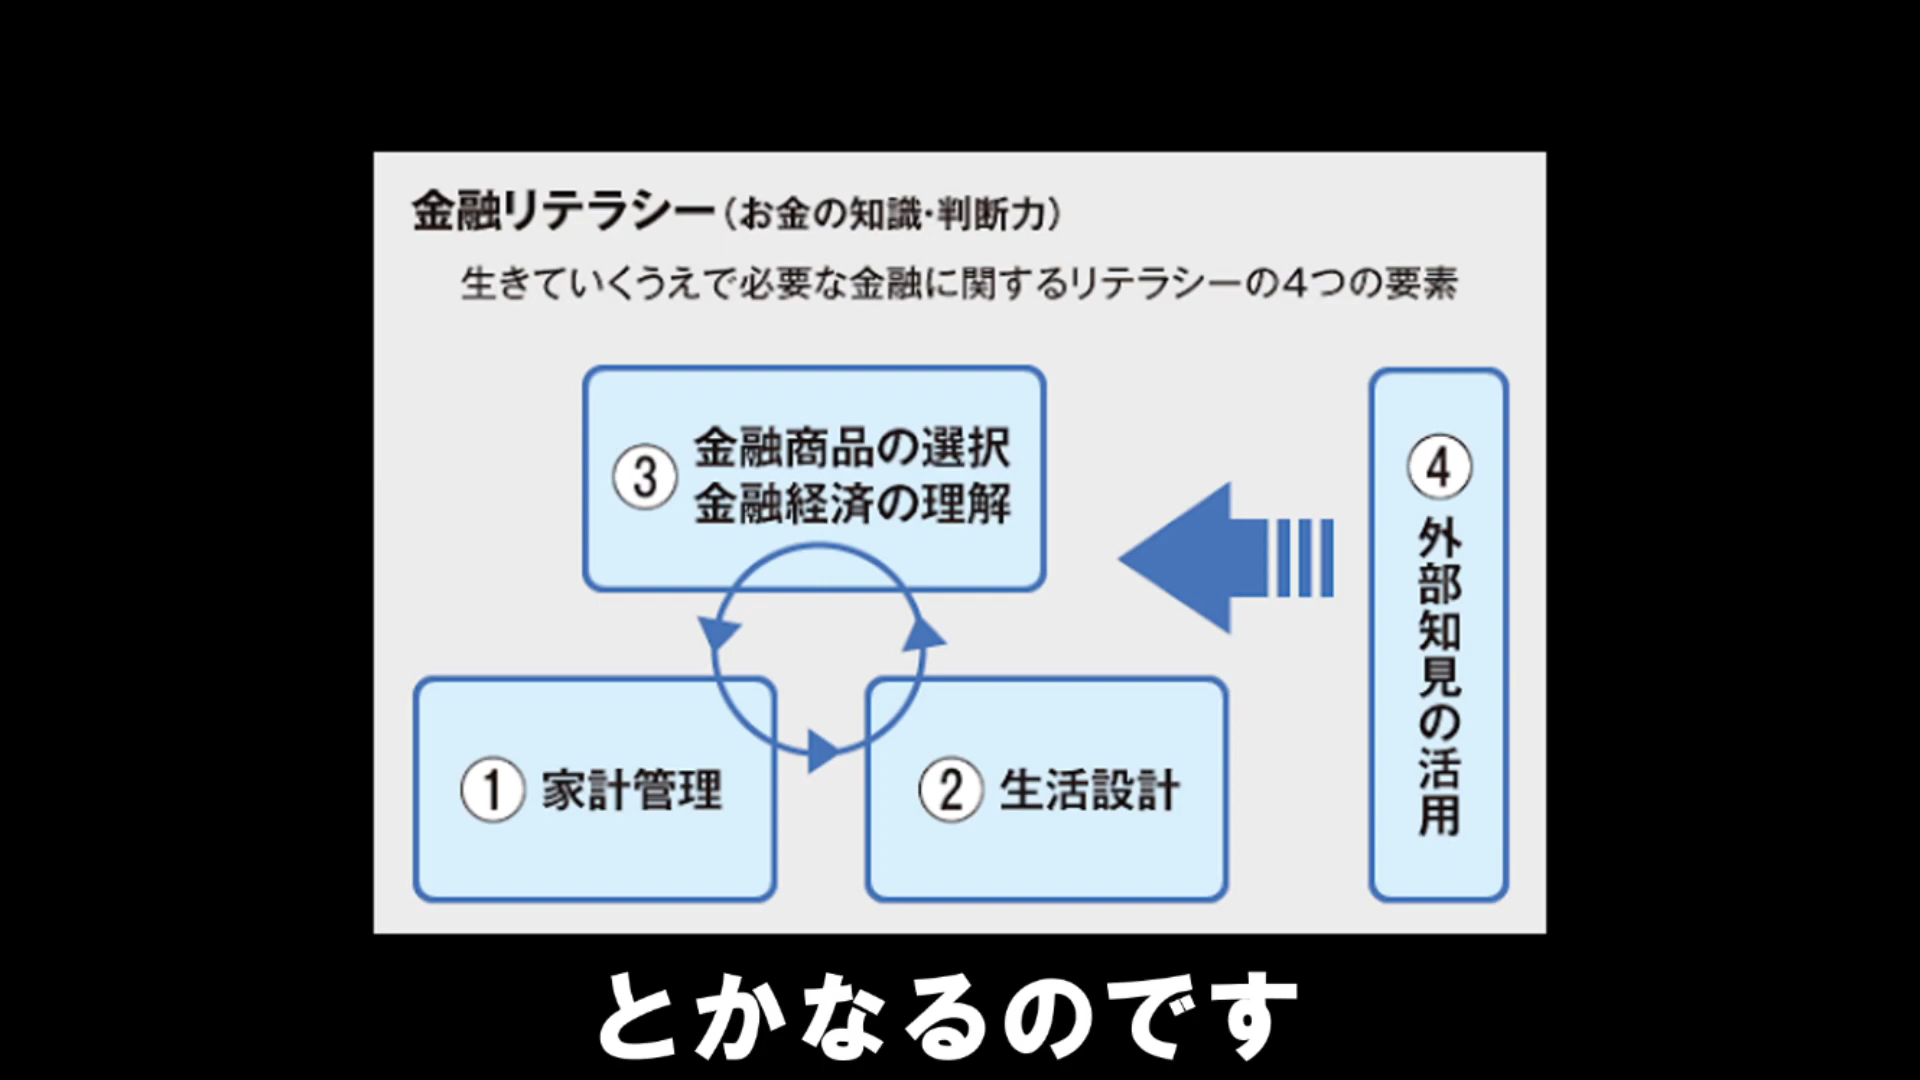 金融リテラシー(お金の知識・判断力)
生きていくうえで必要な金融に関するリテラシーの4つの要素
③ 金融商品の選択
金融経済の理解
① 家計管理
② 生活設計
④ 外部知見の活用
とかなるのです